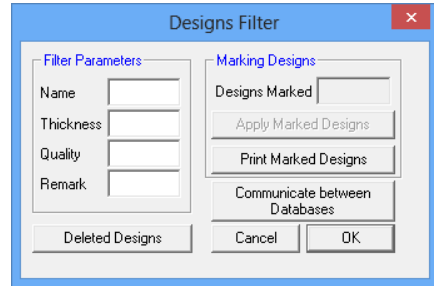 Designs Filter
Filter Parameters
Name
Thickness
Quality
Remark
Marking Designs
Designs Marked
Apply Marked Designs
Print Marked Designs
Communicate between
Databases
Deleted Designs
Cancel
OK